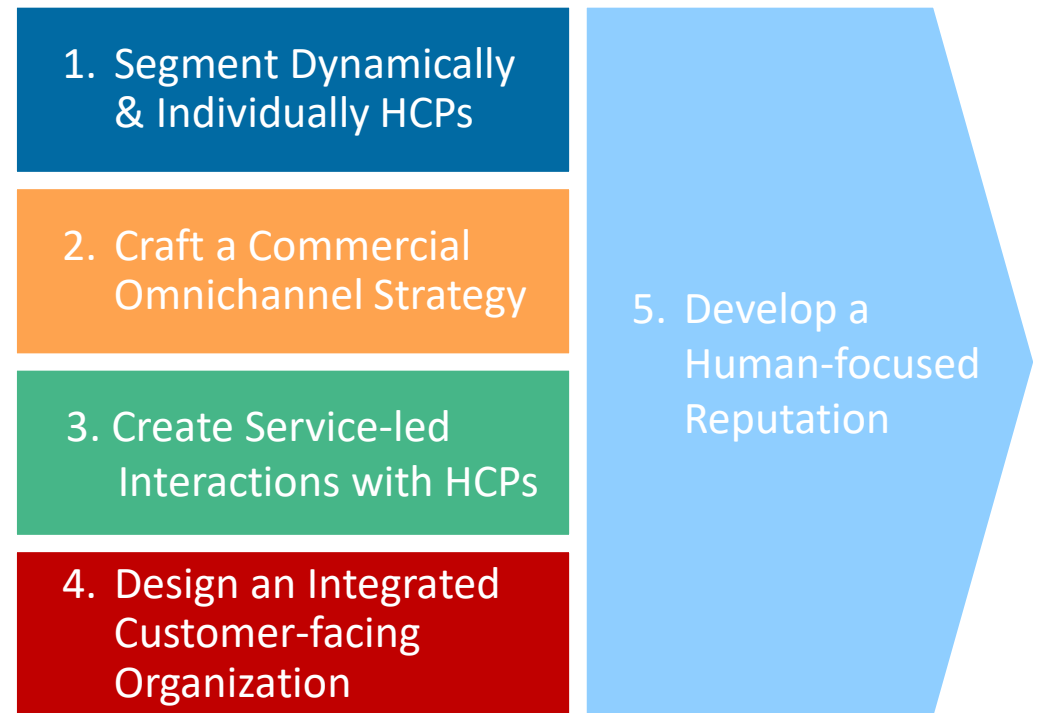 1. Segment Dynamically
& Individually HCPs
2. Craft a Commercial
Omnichannel Strategy
3. Create Service-led
Interactions with HCPs
4. Design an Integrated
Customer-facing
Organization
5. Develop a
Human-focused
Reputation